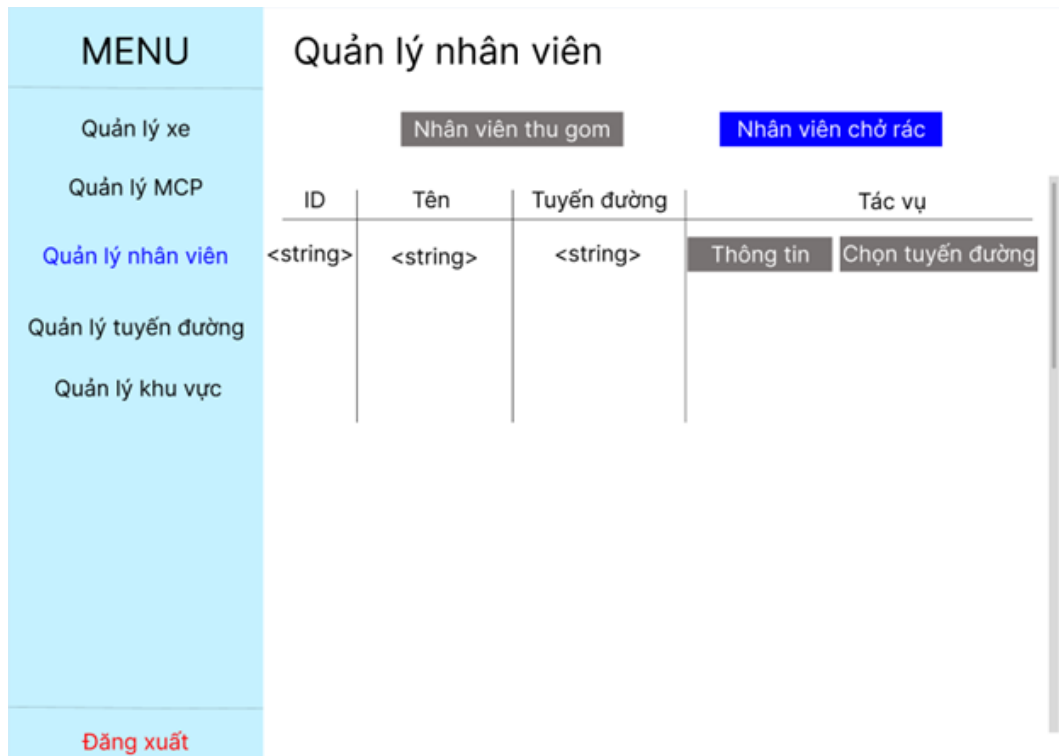 MENU
Quản lý xe
Quản lý MCP
Quản lý nhân viên
Quản lý tuyến đường
Quản lý khu vực
Đăng xuất
Quản lý nhân viên
Nhân viên thu gom
Nhân viên chở rác
ID Tên Tuyến đường Tác vụ
<string> <string> <string> Thông tin Chọn tuyến đường